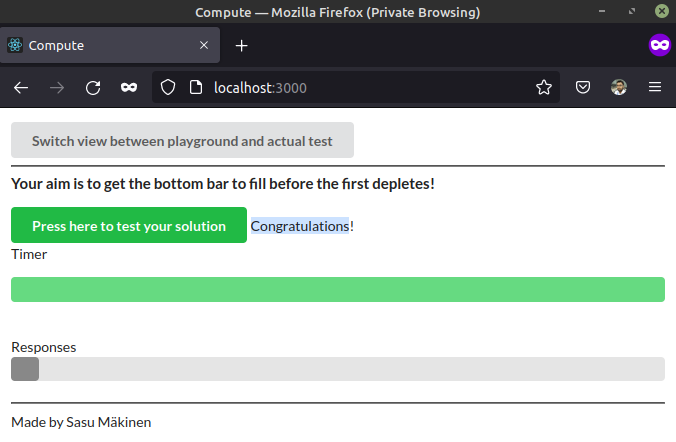 Compute — Mozilla Firefox (Private Browsing)
Compute
localhost:3000
Switch view between playground and actual test
Your aim is to get the bottom bar to fill before the first depletes!
Press here to test your solution Congratulations!
Timer
Responses
Made by Sasu Mäkinen